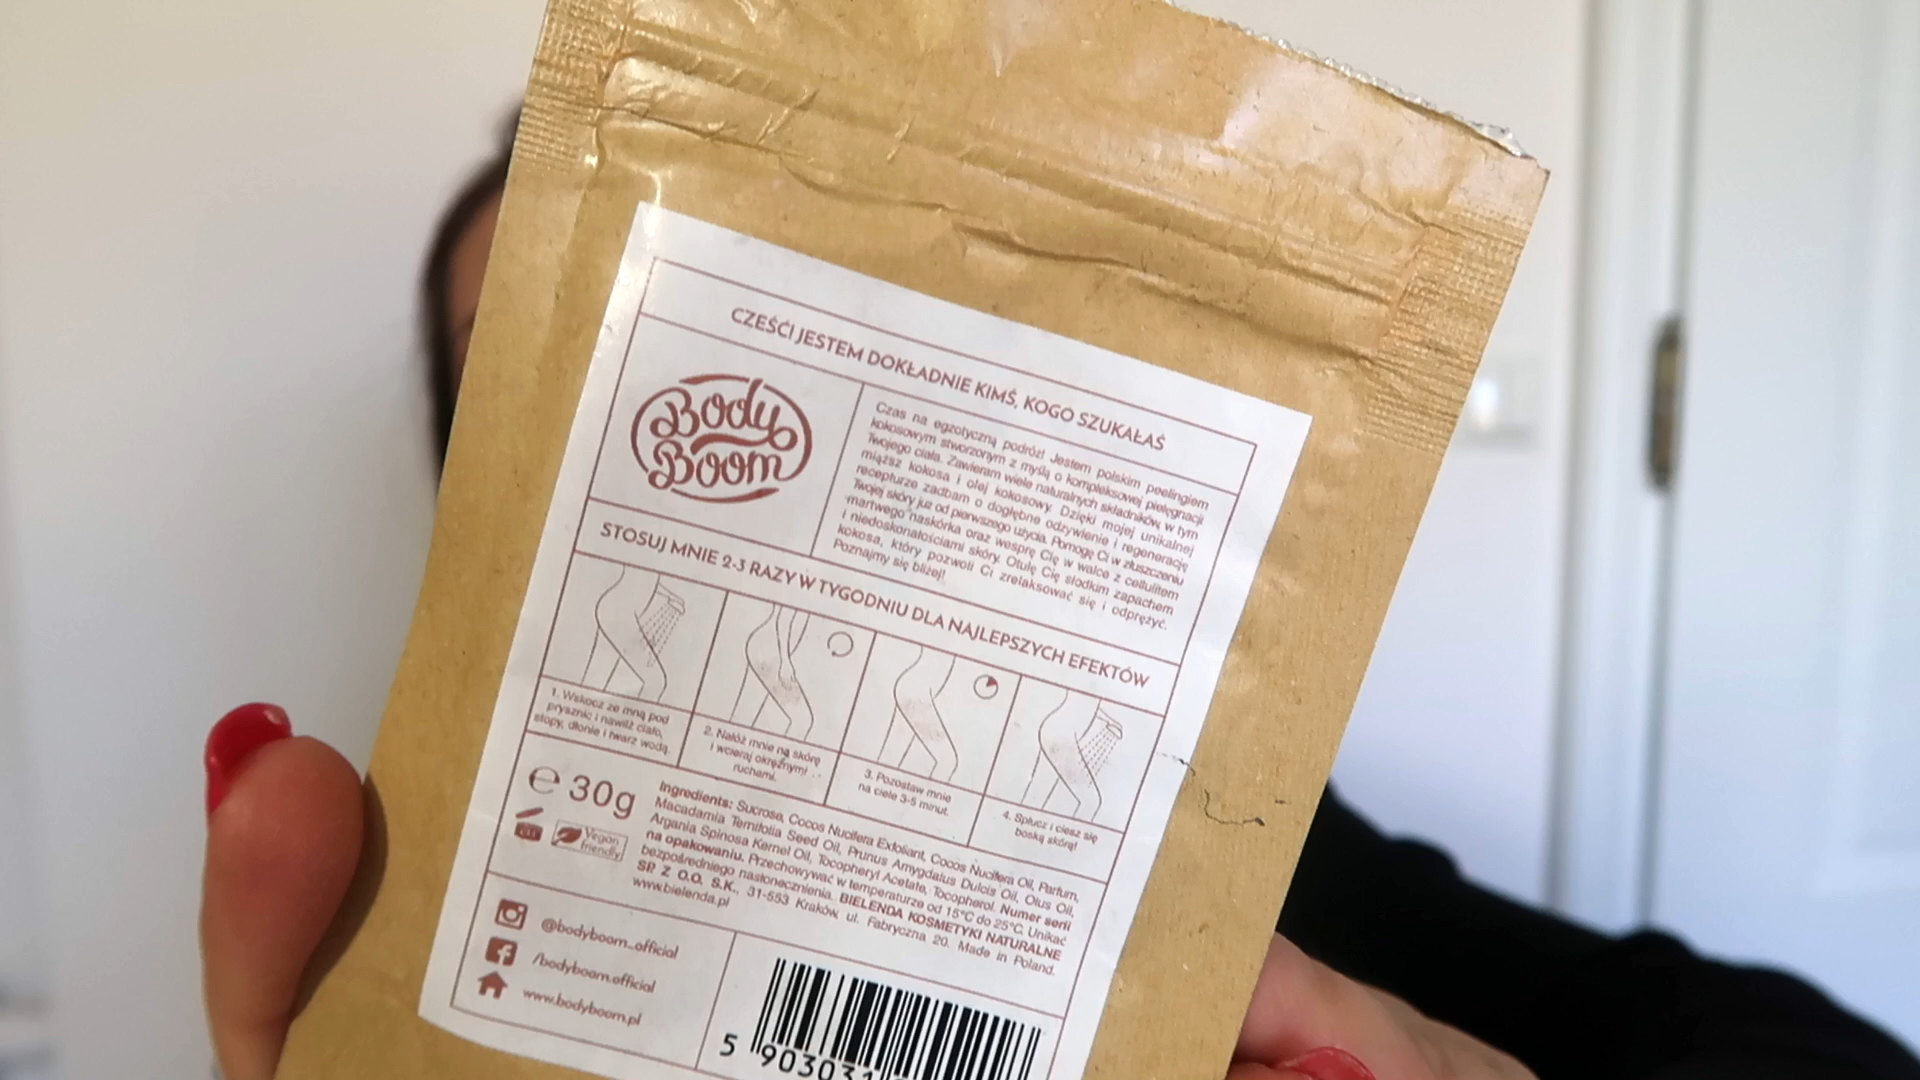 CZEŚĆ! JESTEM DOKŁADNIE KIMŚ, KOGO SZUKAŁAŚ
Body
Boom
Czas na egzotyczną podróż! Jestem polskim peelingiem
kokosowym stworzonym z myślą o kompleksowej pielęgnacji
Twojego ciała. Zawieram wiele naturalnych składników, w tym
miąższ kokosa i olej kokosowy. Dzięki mojej unikalnej
recepturze zadbam o dogłębne odżywienie i regenerację
Twojej skóry już od pierwszego użycia. Pomogę Ci w złuszczeniu
martwego naskórka oraz wesprę Cię w walce z cellulitem
i niedoskonałościami skóry. Otulę Cię słodkim zapachem
kokosa, który pozwoli Ci zrelaksować się i odprężyć.
Poznajmy się bliżej!
STOSUJ MNIE 2-3 RAZY W TYGODNIU DLA NAJLEPSZYCH EFEKTÓW
1. Wskocz ze mną pod
prysznic i nawilż ciało,
stopy, dłonie i twarz wodą.
2. Nałóż mnie na skórę
i wcieraj okrężnymi
ruchami.
3. Pozostaw mnie
na ciele 3-5 minut.
4. Spłucz i ciesz się
boską skórą!
℮ 30g
Vegan
friendly
Ingredients: Sucrose, Cocos Nucifera Exfoliant, Cocos Nucifera Oil, Parfum,
Macadamia Ternifolia Seed Oil, Prunus Amygdalus Dulcis Oil, Olus Oil,
Argania Spinosa Kernel Oil, Tocopheryl Acetate, Tocopherol. Numer serii
na opakowaniu. Przechowywać w temperaturze od 15°C do 25°C. Unikać
bezpośredniego nasłonecznienia. BIELENDA KOSMETYKI NATURALNE
SP. Z O.O. S.K., 31-553 Kraków, ul. Fabryczna 20. Made in Poland.
www.bielenda.pl
@bodyboom_official
/bodyboom.official
www.bodyboom.pl
5 903031